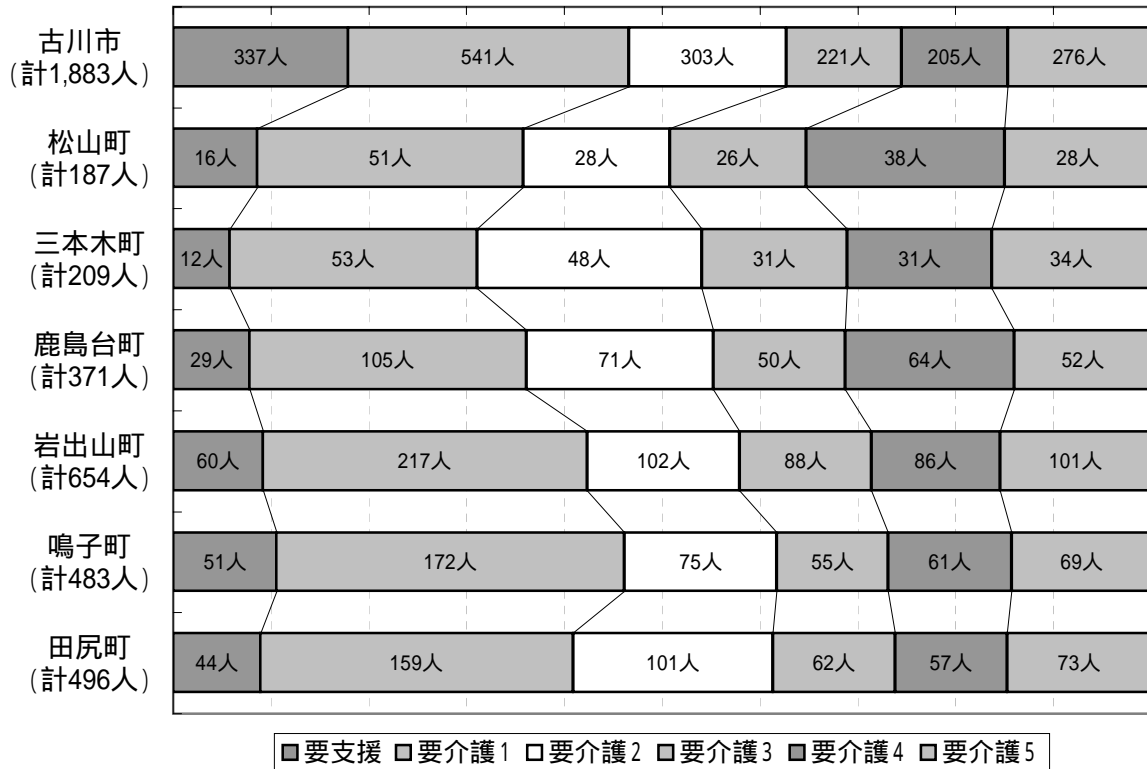 古川市
(計1,883人)
337人 541人 303人 221人 205人 276人
松山町
(計187人)
16人 51人 28人 26人 38人 28人
三本木町
(計209人)
12人 53人 48人 31人 31人 34人
鹿島台町
(計371人)
29人 105人 71人 50人 64人 52人
岩出山町
(計654人)
60人 217人 102人 88人 86人 101人
鳴子町
(計483人)
51人 172人 75人 55人 61人 69人
田尻町
(計496人)
44人 159人 101人 62人 57人 73人
要支援 要介護1 要介護2 要介護3 要介護4 要介護5